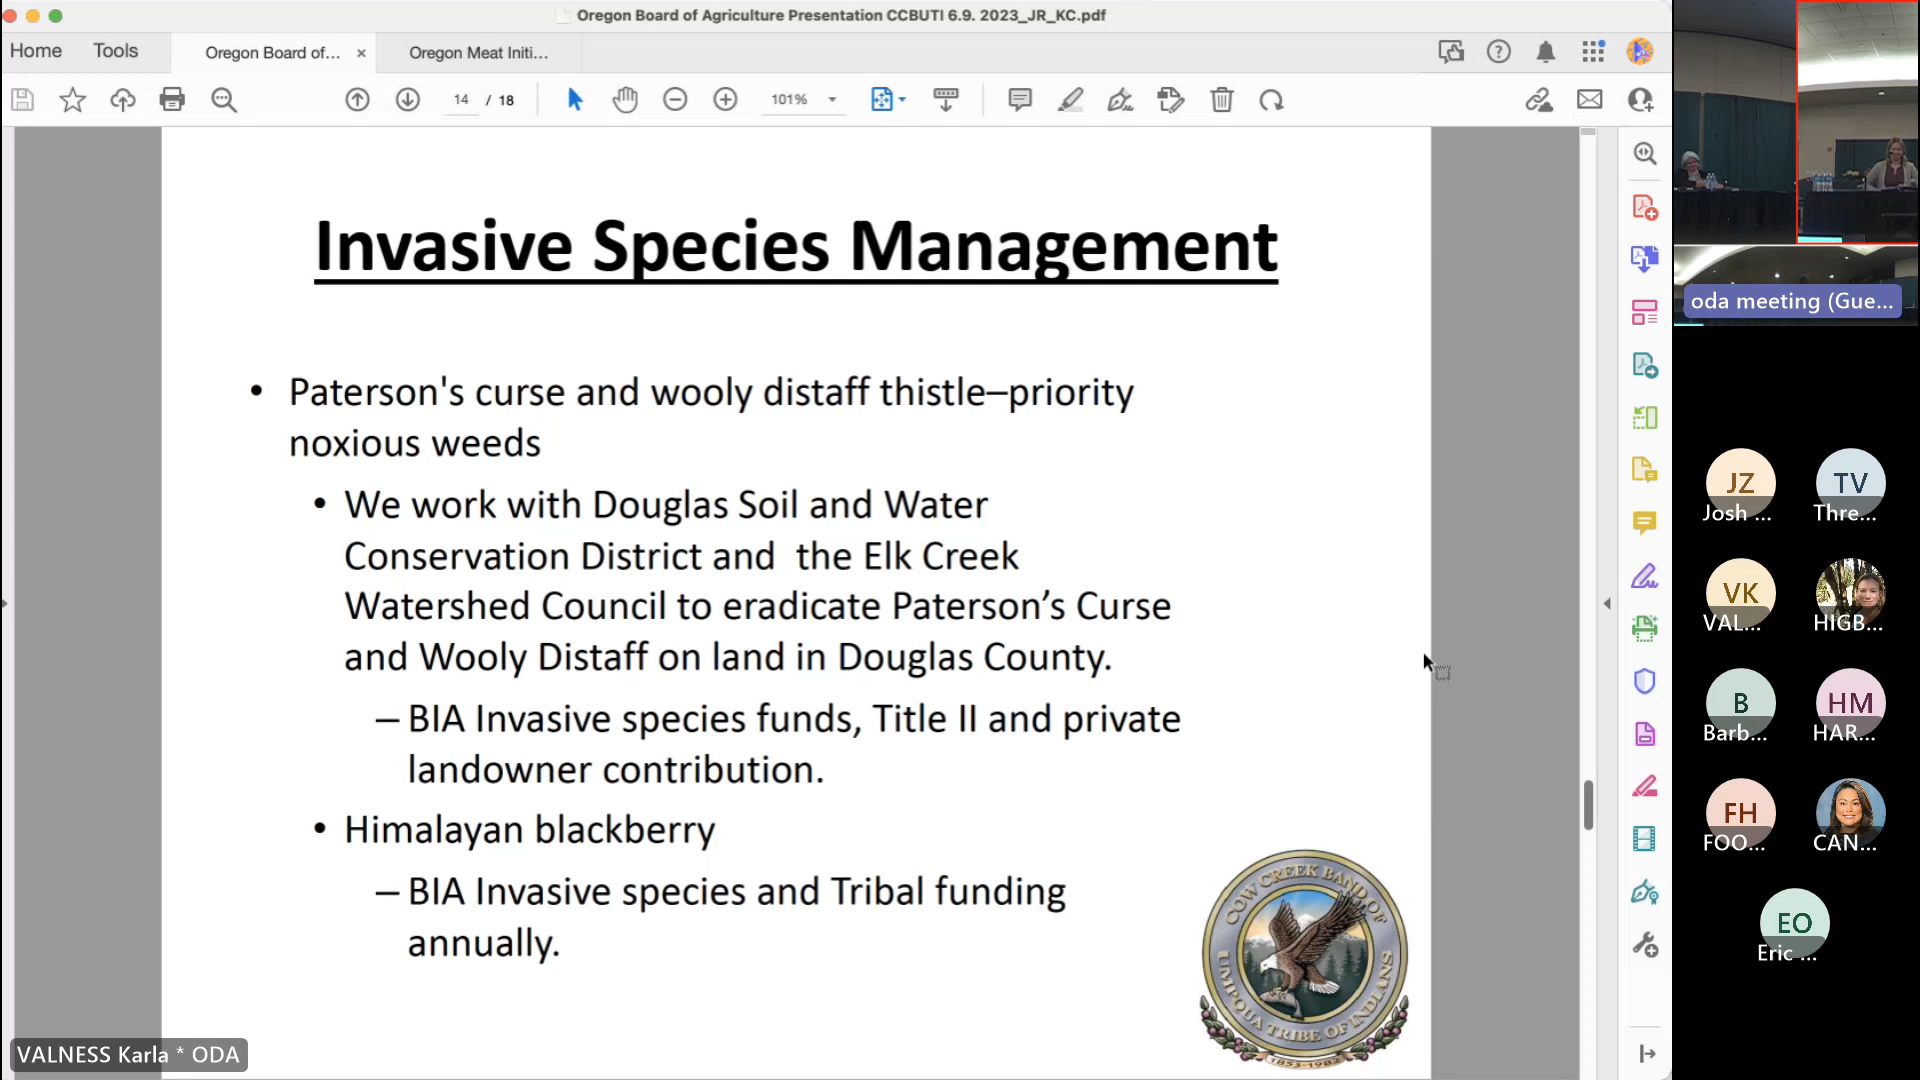 Oregon Board of Agriculture Presentation CCBUTI 6.9. 2023_JR_KC.pdf
Home
Tools
Oregon Board of...
Oregon Meat Initi...
14 / 18
101%
Invasive Species Management
• Paterson's curse and wooly distaff thistle–priority
noxious weeds
• We work with Douglas Soil and Water
Conservation District and  the Elk Creek
Watershed Council to eradicate Paterson’s Curse
and Wooly Distaff on land in Douglas County.
– BIA Invasive species funds, Title II and private
landowner contribution.
• Himalayan blackberry
– BIA Invasive species and Tribal funding
annually.
COW CREEK BAND OF
UMPQUA TRIBE OF INDIANS
1853-1982
VALNESS Karla * ODA
oda meeting (Gue...
JZ
Josh ...
TV
Thre...
VK
VAL...
HIGB...
B
Barb...
HM
HAR...
FH
FOO...
CAN...
EO
Eric ...